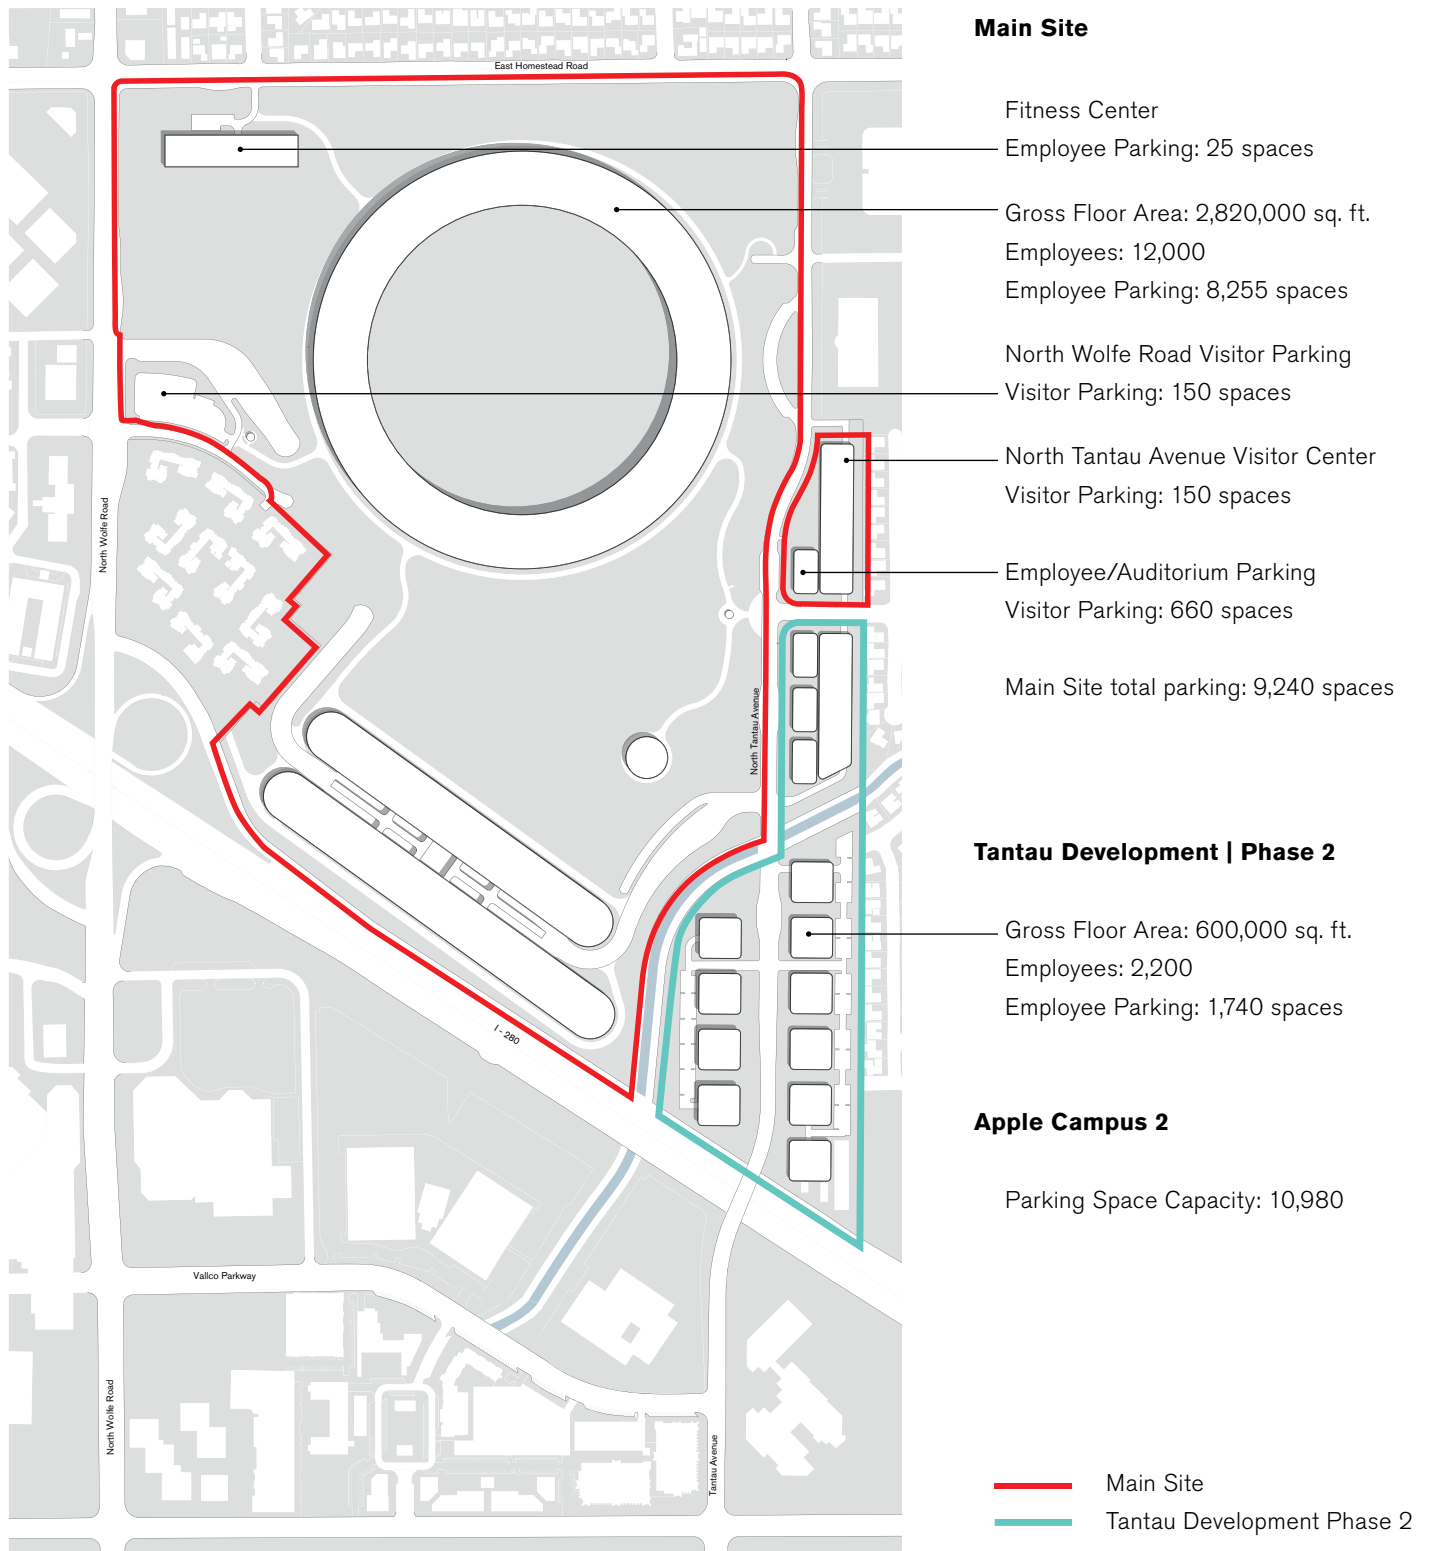 East Homestead Road
North Wolfe Road
North Tantau Avenue
I - 280
Vallco Parkway
North Wolfe Road
Tantau Avenue
Main Site
Fitness Center
Employee Parking: 25 spaces
Gross Floor Area: 2,820,000 sq. ft.
Employees: 12,000
Employee Parking: 8,255 spaces
North Wolfe Road Visitor Parking
Visitor Parking: 150 spaces
North Tantau Avenue Visitor Center
Visitor Parking: 150 spaces
Employee/Auditorium Parking
Visitor Parking: 660 spaces
Main Site total parking: 9,240 spaces
Tantau Development | Phase 2
Gross Floor Area: 600,000 sq. ft.
Employees: 2,200
Employee Parking: 1,740 spaces
Apple Campus 2
Parking Space Capacity: 10,980
Main Site
Tantau Development Phase 2